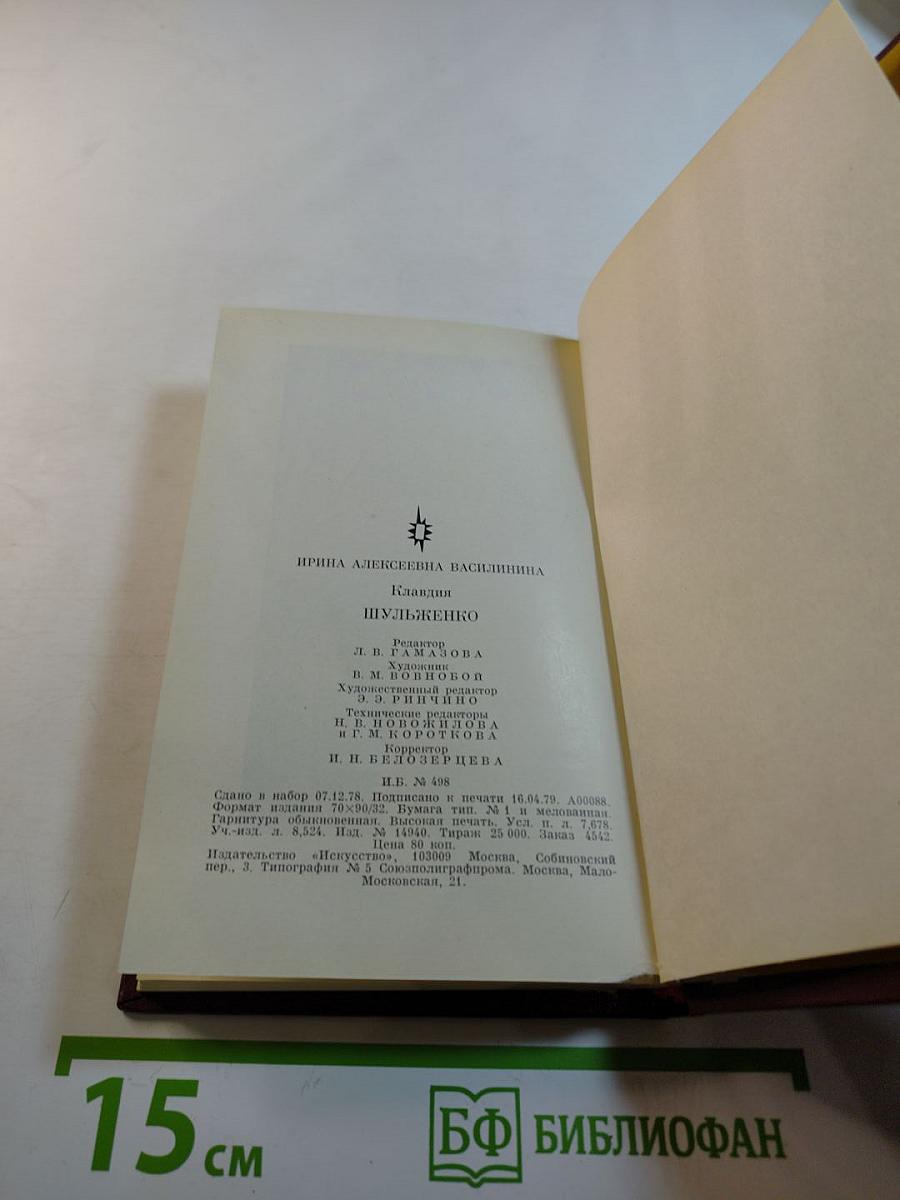 ИРИНА АЛЕКСЕЕВНА ВАСИЛИНИНА
Клавдия
ШУЛЬЖЕНКО
Редактор
Л. В. ГАМАЗОВА
Художник
В. М. ВОВНОБОЙ
Художественный редактор
Э. Э. РИНЧИНО
Технические редакторы
Н. В. НОВОЖИЛОВА
и Г. М. КОРОТКОВА
Корректор
И. Н. БЕЛОЗЕРЦЕВА
И.Б. № 498
Сдано в набор 07.12.78. Подписано к печати 16.04.79. А00088.
Формат издания 70×90/32. Бумага тип. № 1 и мелованная.
Гарнитура обыкновенная. Высокая печать. Усл. п. л. 7,678.
Уч.-изд. л. 8,524. Изд. № 14940. Тираж 25 000. Заказ 4542.
Цена 80 коп.
Издательство «Искусство», 103009 Москва, Собиновский
пер., 3. Типография № 5 Союзполиграфпрома. Москва, Мало-
Московская, 21.
15 см
БФ БИБЛИОФАН